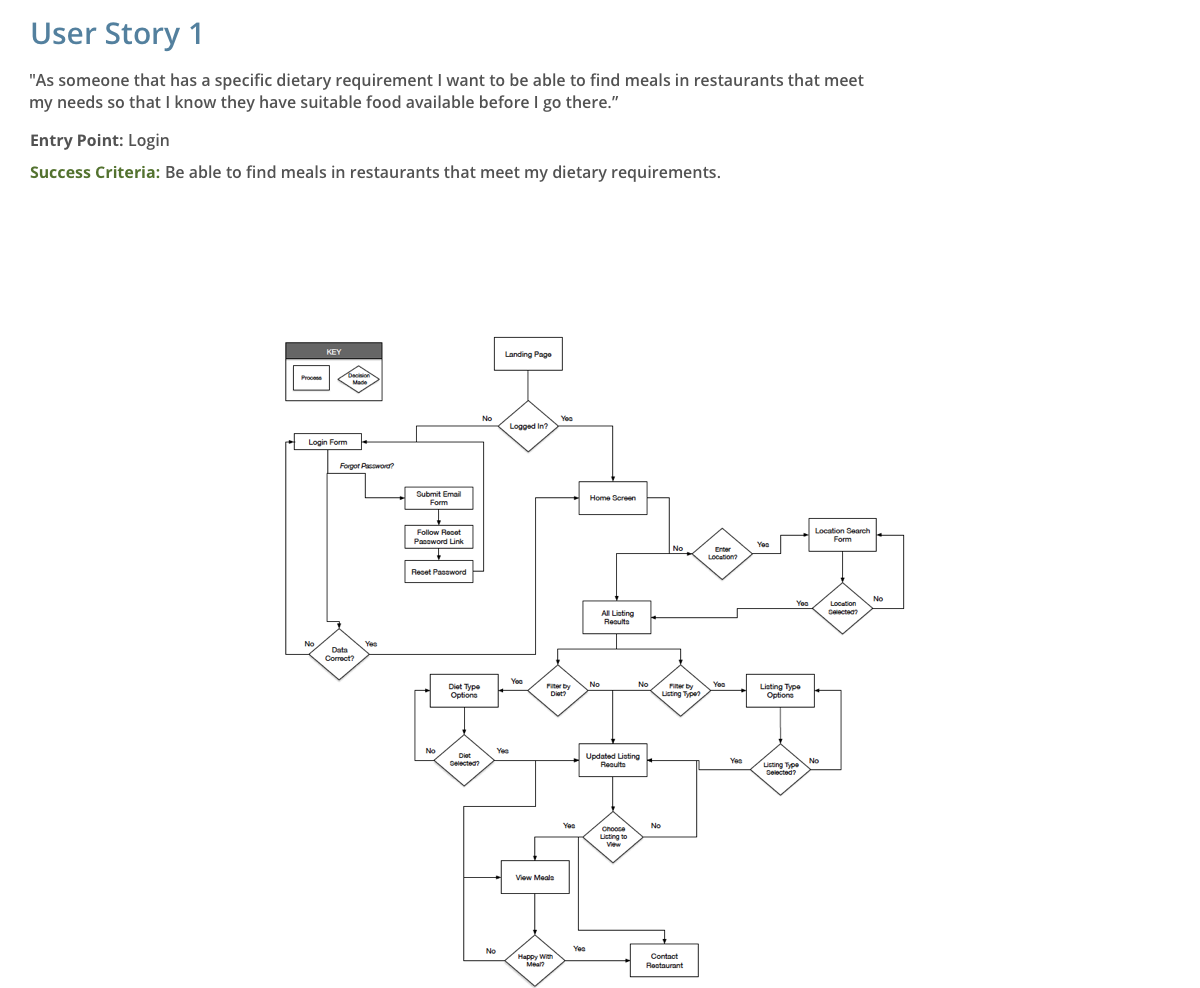 User Story 1
"As someone that has a specific dietary requirement I want to be able to find meals in restaurants that meet
my needs so that I know they have suitable food available before I go there.”
Entry Point: Login
Success Criteria: Be able to find meals in restaurants that meet my dietary requirements.
KEY
Process
Decision
Made
Landing Page
No
Logged In?
Yes
Login Form
Forgot Password?
Submit Email
Form
Follow Reset
Password Link
Reset Password
Home Screen
No
Enter
Location?
Yes
Location Search
Form
Yes
Location
Selected?
No
All Listing
Results
No
Data
Correct?
Yes
Diet Type
Options
Yes
Filter by
Diet?
No
No
Filter by
Listing Type?
Yes
Listing Type
Options
No
Diet
Selected?
Yes
Updated Listing
Results
Yes
Listing Type
Selected?
No
Yes
Choose
Listing to
View
No
View Meals
No
Happy With
Meal?
Yes
Contact
Restaurant